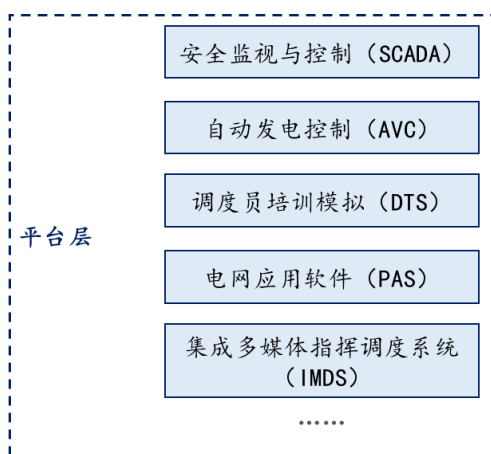 安全监视与控制（SCADA）
自动发电控制（AVC）
调度员培训模拟（DTS）
平台层
电网应用软件（PAS）
集成多媒体指挥调度系统
（IMDS）
……